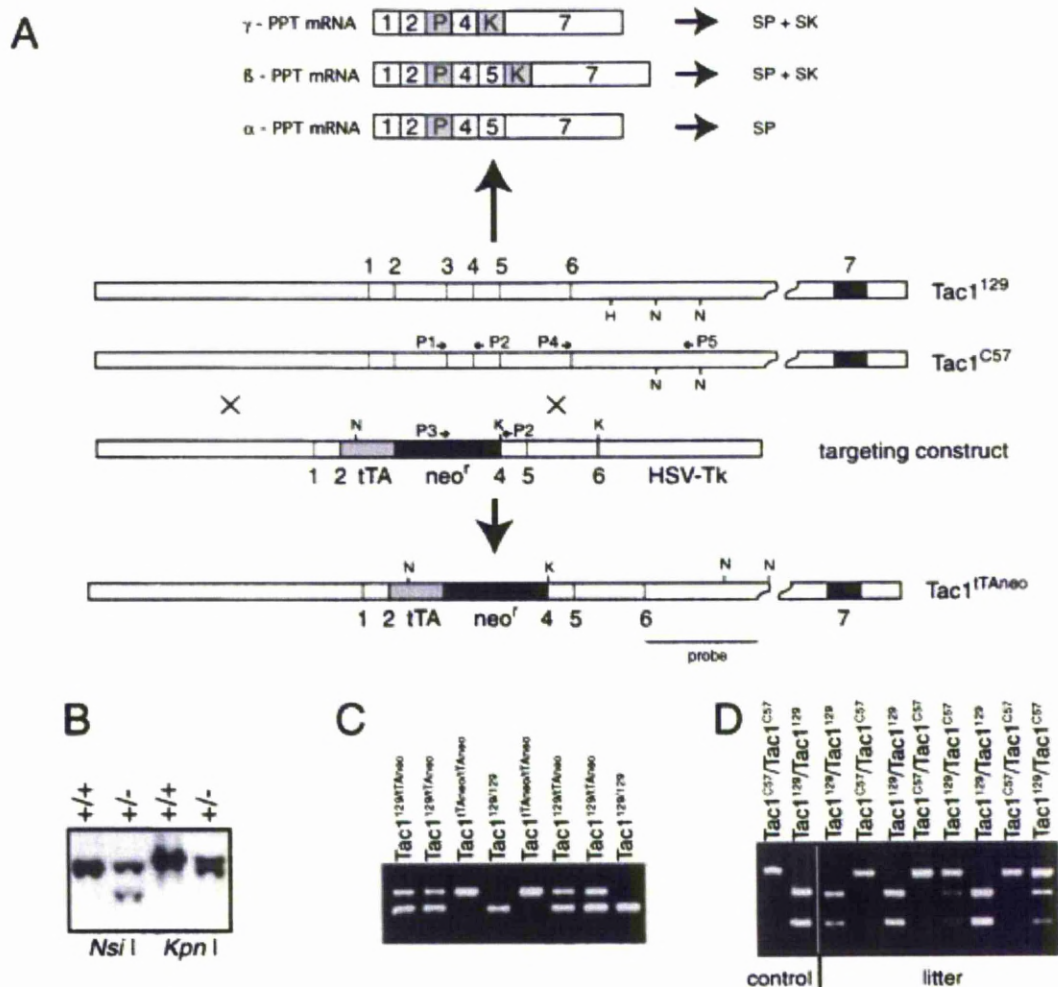 A
γ - PPT mRNA 1 2 P 4 K 7 SP + SK
ß - PPT mRNA 1 2 P 4 5 K 7 SP + SK
α - PPT mRNA 1 2 P 4 5 7 SP
1 2 3 4 5 6 7
Tac1¹²⁹
H N N
P1 P2 P4 P5
Tac1ᶜ⁵⁷
N N
N P3 K P2 K
targeting construct
1 2 tTA neoʳ 4 5 6 HSV-Tk
N K N N
Tac1ᵗᵀᴬⁿᵉᵒ
1 2 tTA neoʳ 4 5 6 7
probe
B
+/+ +/- +/+ +/-
Nsi I Kpn I
C
Tac1¹²⁹/ᵗᵀᴬⁿᵉᵒ
Tac1¹²⁹/ᵗᵀᴬⁿᵉᵒ
Tac1ᵗᵀᴬⁿᵉᵒ/ᵗᵀᴬⁿᵉᵒ
Tac1¹²⁹/¹²⁹
Tac1ᵗᵀᴬⁿᵉᵒ/ᵗᵀᴬⁿᵉᵒ
Tac1¹²⁹/ᵗᵀᴬⁿᵉᵒ
Tac1¹²⁹/ᵗᵀᴬⁿᵉᵒ
Tac1¹²⁹/¹²⁹
D
Tac1ᶜ⁵⁷/Tac1ᶜ⁵⁷
Tac1¹²⁹/Tac1¹²⁹
Tac1¹²⁹/Tac1¹²⁹
Tac1ᶜ⁵⁷/Tac1ᶜ⁵⁷
Tac1¹²⁹/Tac1¹²⁹
Tac1ᶜ⁵⁷/Tac1ᶜ⁵⁷
Tac1¹²⁹/Tac1ᶜ⁵⁷
Tac1¹²⁹/Tac1¹²⁹
Tac1ᶜ⁵⁷/Tac1ᶜ⁵⁷
Tac1¹²⁹/Tac1ᶜ⁵⁷
control litter